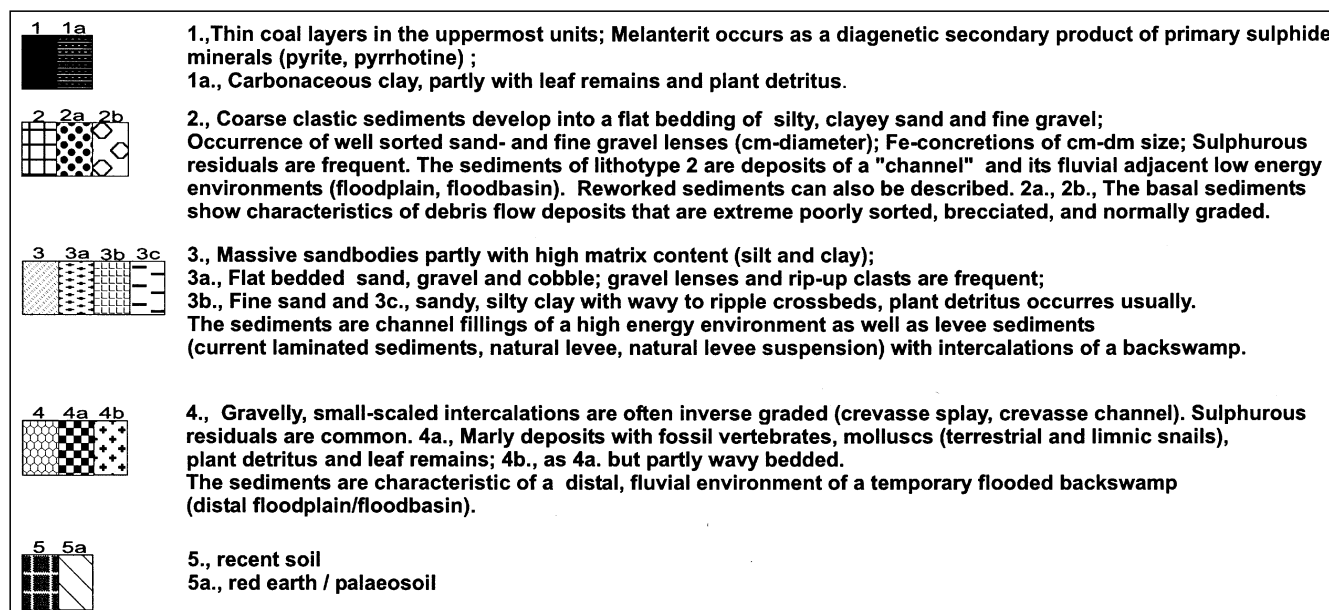 1 1a
1.,Thin coal layers in the uppermost units; Melanterit occurs as a diagenetic secondary product of primary sulphide
minerals (pyrite, pyrrhotine) ;
1a., Carbonaceous clay, partly with leaf remains and plant detritus.
2 2a 2b
2., Coarse clastic sediments develop into a flat bedding of silty, clayey sand and fine gravel;
Occurrence of well sorted sand- and fine gravel lenses (cm-diameter); Fe-concretions of cm-dm size; Sulphurous
residuals are frequent. The sediments of lithotype 2 are deposits of a "channel" and its fluvial adjacent low energy
environments (floodplain, floodbasin). Reworked sediments can also be described. 2a., 2b., The basal sediments
show characteristics of debris flow deposits that are extreme poorly sorted, brecciated, and normally graded.
3 3a 3b 3c
3., Massive sandbodies partly with high matrix content (silt and clay);
3a., Flat bedded sand, gravel and cobble; gravel lenses and rip-up clasts are frequent;
3b., Fine sand and 3c., sandy, silty clay with wavy to ripple crossbeds, plant detritus occurres usually.
The sediments are channel fillings of a high energy environment as well as levee sediments
(current laminated sediments, natural levee, natural levee suspension) with intercalations of a backswamp.
4 4a 4b
4., Gravelly, small-scaled intercalations are often inverse graded (crevasse splay, crevasse channel). Sulphurous
residuals are common. 4a., Marly deposits with fossil vertebrates, molluscs (terrestrial and limnic snails),
plant detritus and leaf remains; 4b., as 4a. but partly wavy bedded.
The sediments are characteristic of a distal, fluvial environment of a temporary flooded backswamp
(distal floodplain/floodbasin).
5 5a
5., recent soil
5a., red earth / palaeosoil